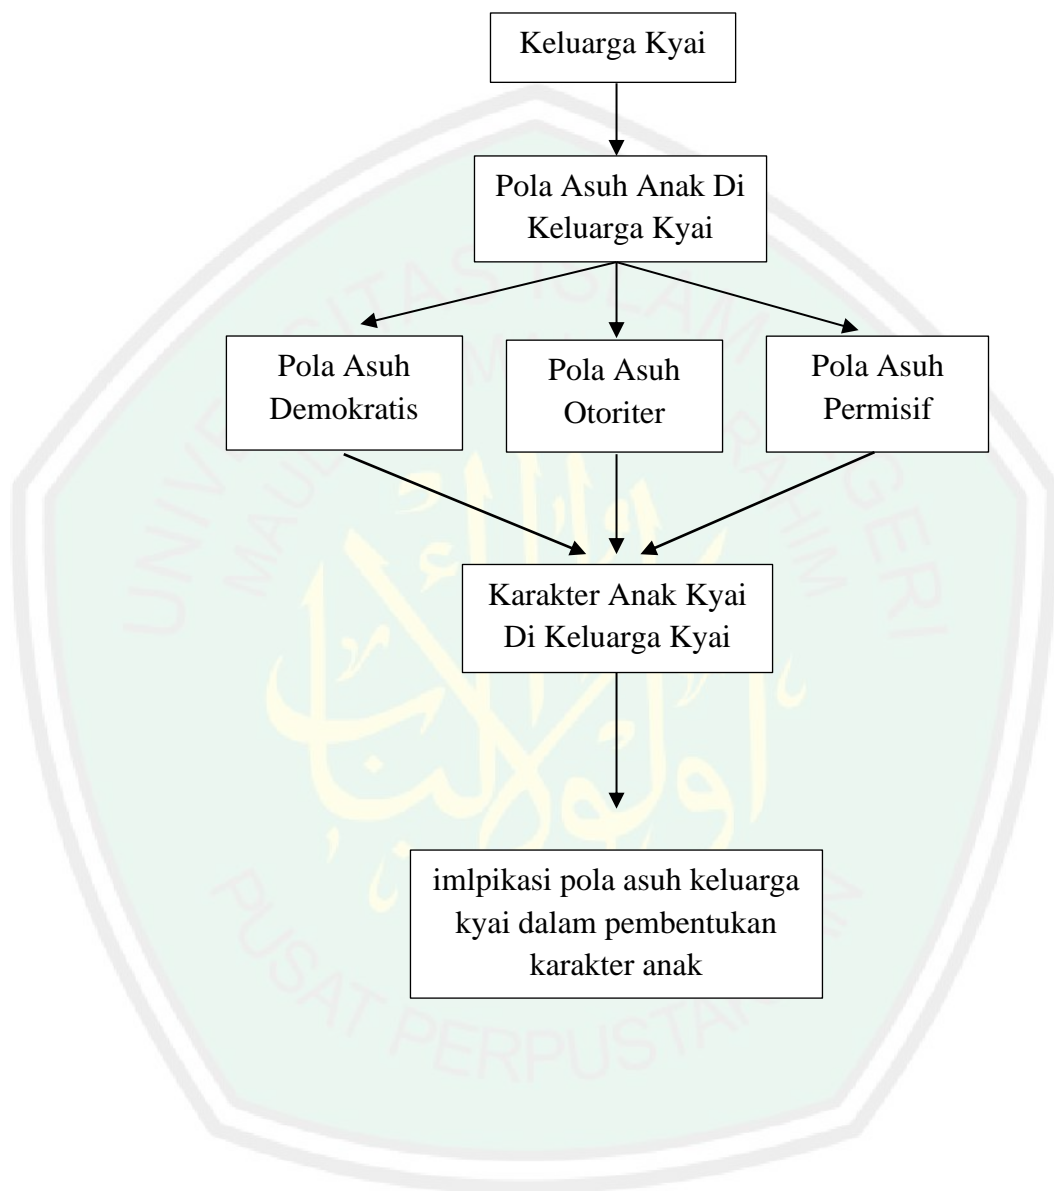 Keluarga Kyai
Pola Asuh Anak Di
Keluarga Kyai
Pola Asuh
Demokratis
Pola Asuh
Otoriter
Pola Asuh
Permisif
Karakter Anak Kyai
Di Keluarga Kyai
imlpikasi pola asuh keluarga
kyai dalam pembentukan
karakter anak